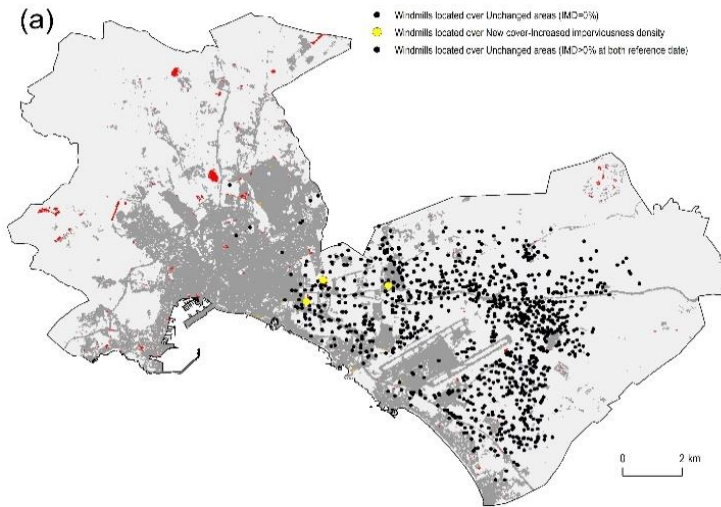 (a)
Windmills located over Unchanged areas (IMD=0%)
Windmills located over New cover-Increased imperviousness density
Windmills located over Unchanged areas (IMD>0% at both reference date)
0 2 km